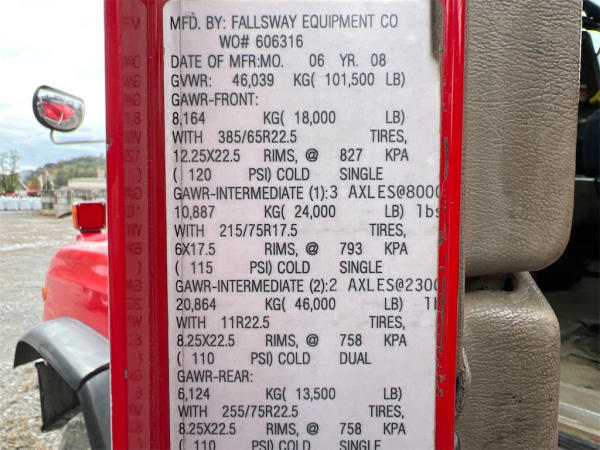 MFD. BY: FALLSWAY EQUIPMENT CO
WO# 606316
DATE OF MFR:MO. 06 YR. 08
GVWR: 46,039 KG( 101,500 LB)
GAWR-FRONT:
8,164 KG( 18,000 LB)
WITH 385/65R22.5 TIRES,
12.25X22.5 RIMS, @ 827 KPA
( 120 PSI) COLD SINGLE
GAWR-INTERMEDIATE (1):3 AXLES@8000
10,887 KG( 24,000 LB) lbs
WITH 215/75R17.5 TIRES,
6X17.5 RIMS, @ 793 KPA
( 115 PSI) COLD SINGLE
GAWR-INTERMEDIATE (2):2 AXLES@2300
20,864 KG( 46,000 LB) lb
WITH 11R22.5 TIRES,
8.25X22.5 RIMS, @ 758 KPA
( 110 PSI) COLD DUAL
GAWR-REAR:
6,124 KG( 13,500 LB)
WITH 255/75R22.5 TIRES,
8.25X22.5 RIMS, @ 758 KPA
( 110 PSI) COLD SINGLE